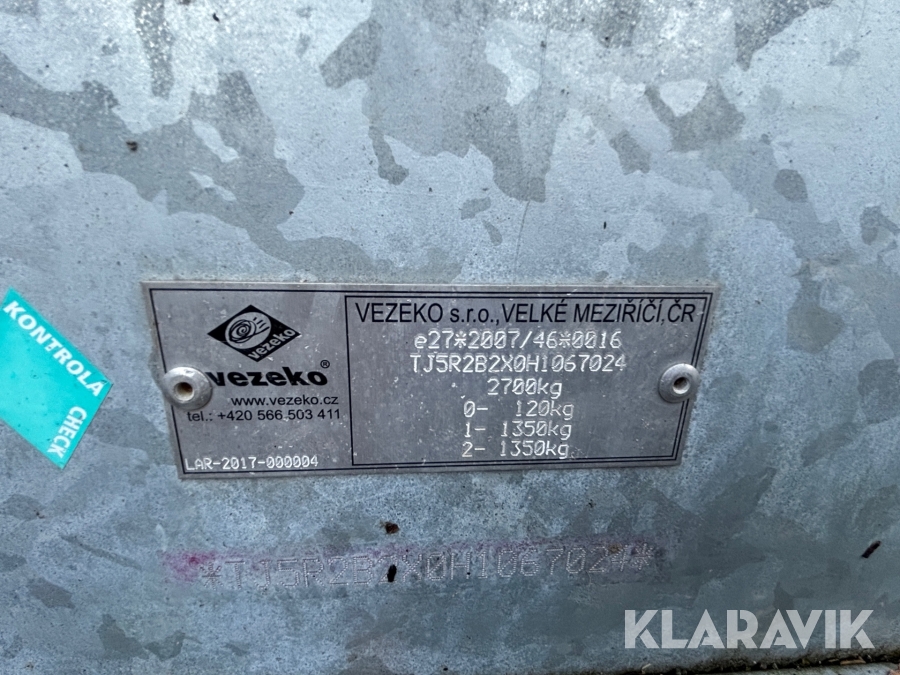 KONTROLA
CHECK
vezeko
vezeko®
www.vezeko.cz
tel.: +420 566 503 411
LAR-2017-000004
VEZEKO s.r.o.,VELKÉ MEZIŘÍČÍ,ČR
e27*2007/46*0016
TJ5R2B2X0H1067024
2700kg
0- 120kg
1- 1350kg
2- 1350kg
KLARAVIK